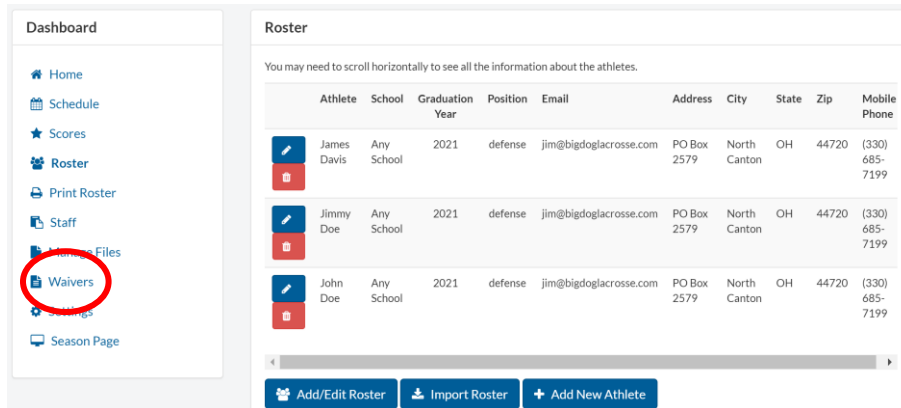 Dashboard
Home
Schedule
Scores
Roster
Print Roster
Staff
Manage Files
Waivers
Settings
Season Page
Roster
You may need to scroll horizontally to see all the information about the athletes.
Athlete School Graduation Position Email Address City State Zip Mobile
Year Phone
James Any 2021 defense jim@bigdoglacrosse.com PO Box North OH 44720 (330)
Davis School 2579 Canton 685-
7199
Jimmy Any 2021 defense jim@bigdoglacrosse.com PO Box North OH 44720 (330)
Doe School 2579 Canton 685-
7199
John Any 2021 defense jim@bigdoglacrosse.com PO Box North OH 44720 (330)
Doe School 2579 Canton 685-
7199
Add/Edit Roster Import Roster Add New Athlete